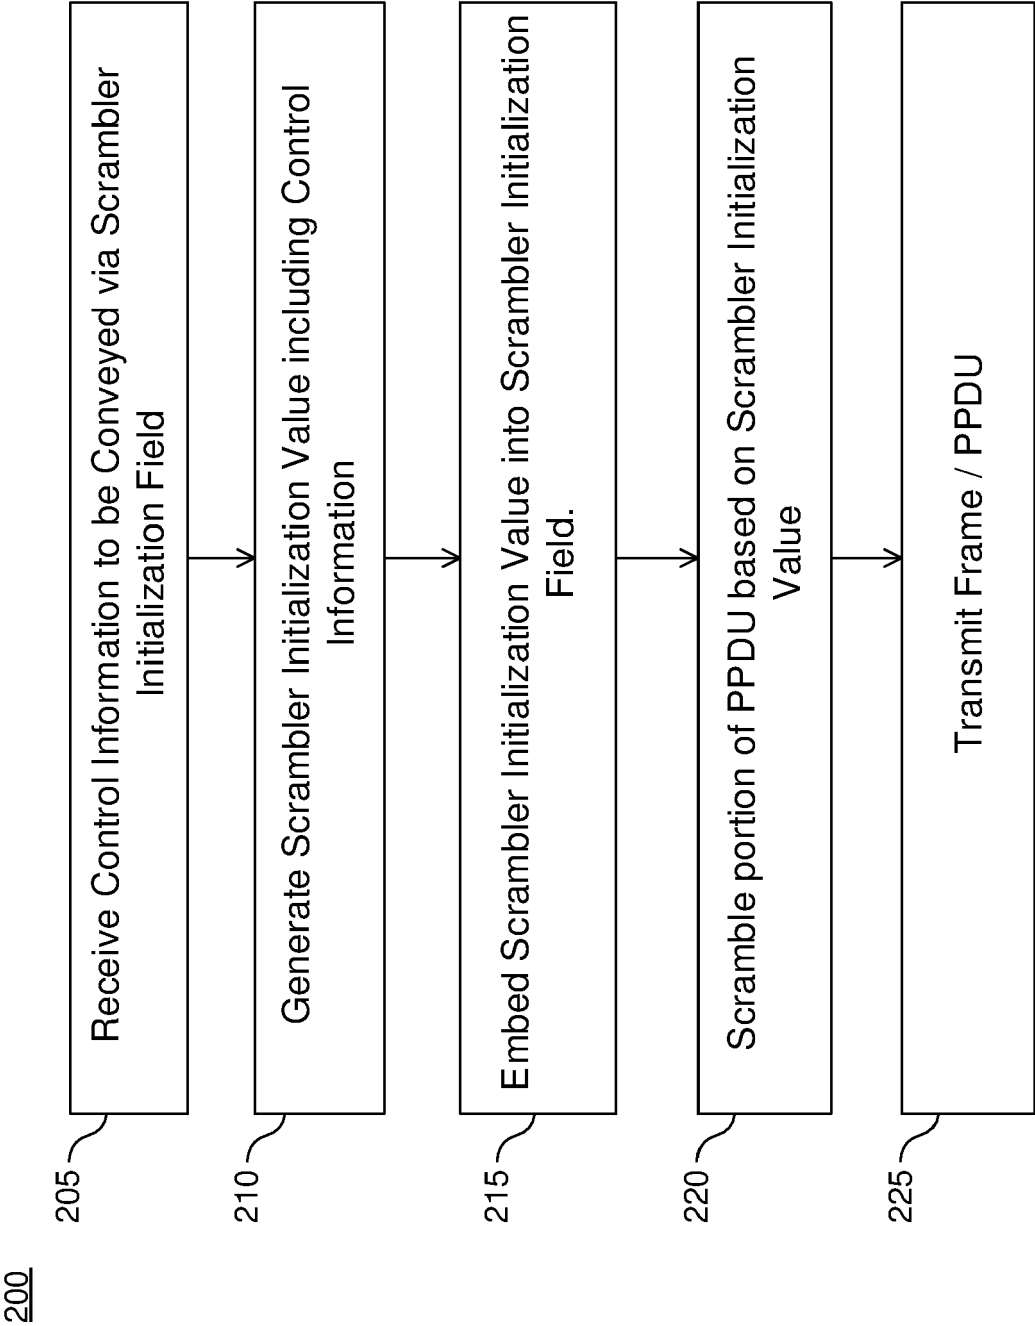 200
205
Receive Control Information to be Conveyed via Scrambler
Initialization Field
210
Generate Scrambler Initialization Value including Control
Information
215
Embed Scrambler Initialization Value into Scrambler Initialization
Field.
220
Scramble portion of PPDU based on Scrambler Initialization
Value
225
Transmit Frame / PPDU